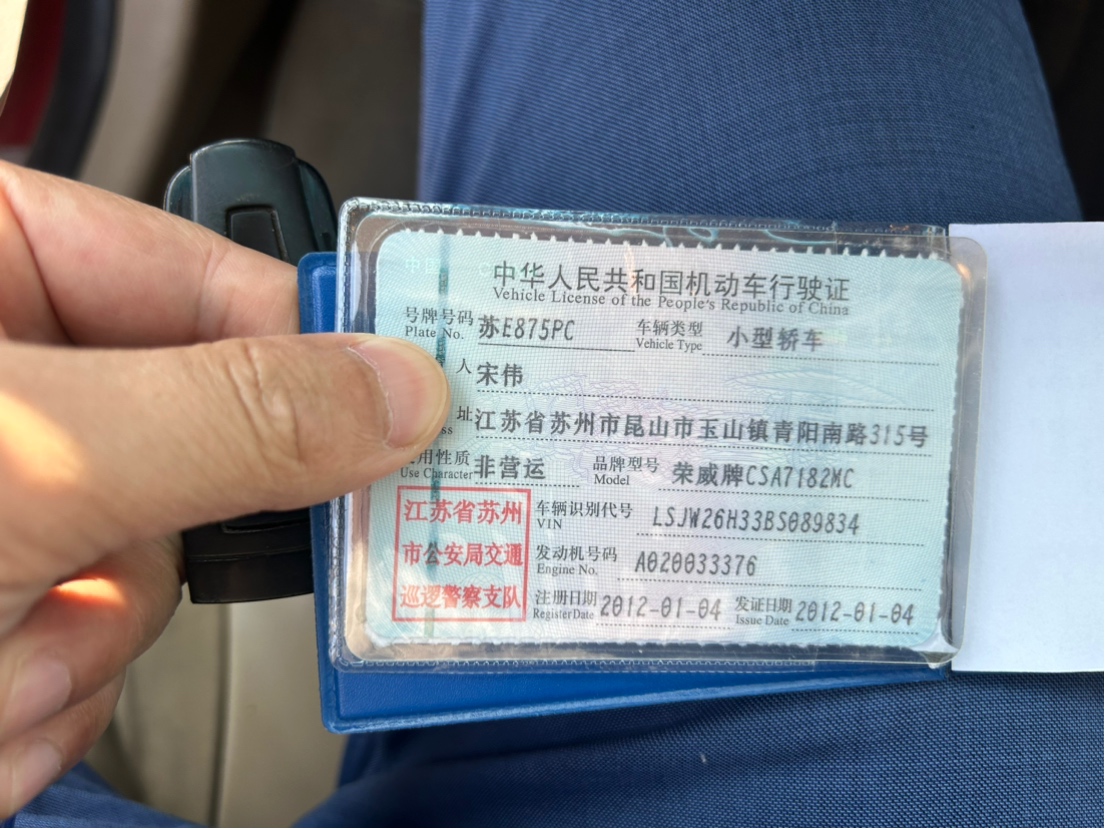 中华人民共和国机动车行驶证
Vehicle License of the People's Republic of China
号牌号码 苏E875PC 车辆类型 小型轿车
Plate No. Vehicle Type
人 宋伟
址 江苏省苏州市昆山市玉山镇青阳南路315号
ss
用性质 非营运 品牌型号 荣威牌CSA7182MC
Use Character Model
江苏省苏州
市公安局交通
巡逻警察支队
车辆识别代号 LSJW26H33BS089834
VIN
发动机号码 A020033376
Engine No.
注册日期 2012-01-04 发证日期 2012-01-04
Register Date Issue Date